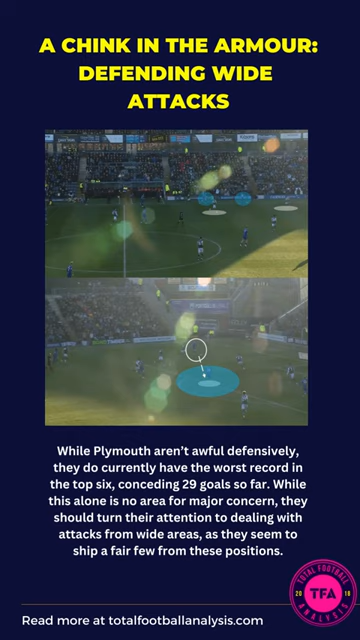 A CHINK IN THE ARMOUR:
DEFENDING WIDE
ATTACKS
While Plymouth aren’t awful defensively,
they do currently have the worst record in
the top six, conceding 29 goals so far. While
this alone is no area for major concern, they
should turn their attention to dealing with
attacks from wide areas, as they seem to
ship a fair few from these positions.
TOTAL FOOTBALL
20 TFA 18
ANALYSIS
Read more at totalfootballanalysis.com